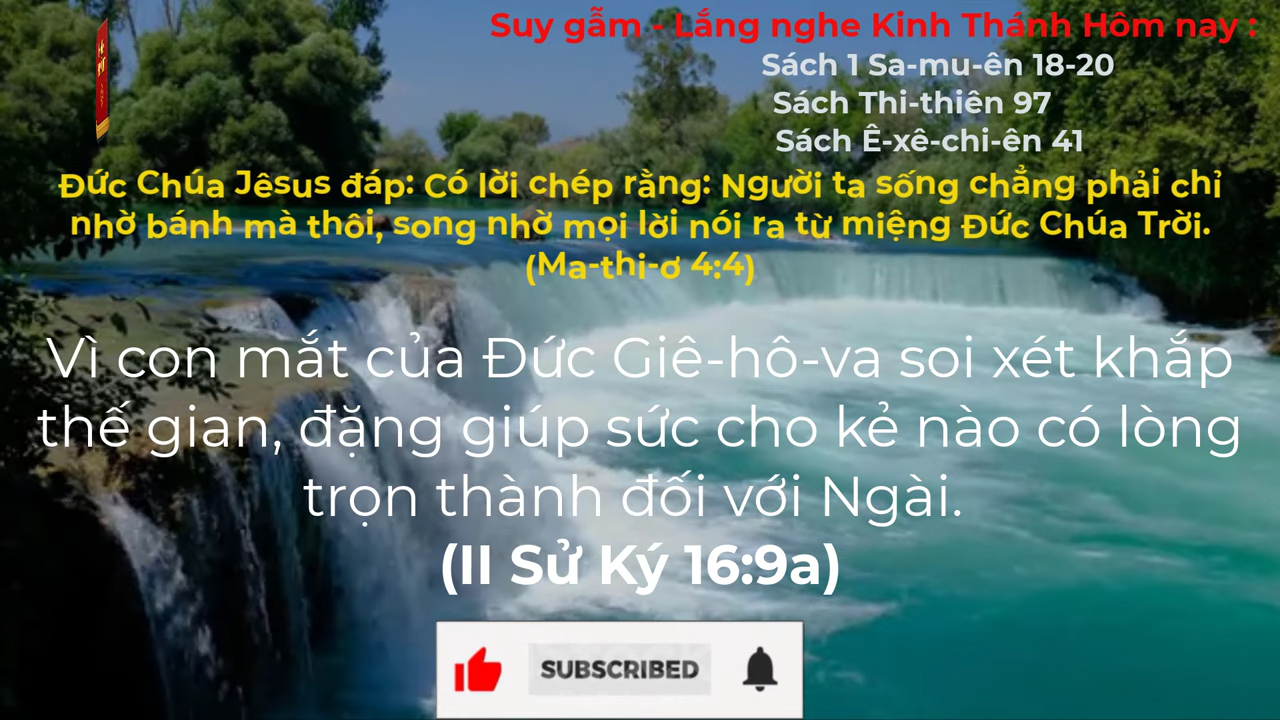 Suy gẫm - Lắng nghe Kinh Thánh Hôm nay :
Sách 1 Sa-mu-ên 18-20
Sách Thi-thiên 97
Sách Ê-xê-chi-ên 41
Đức Chúa Jêsus đáp: Có lời chép rằng: Người ta sống chẳng phải chỉ
nhờ bánh mà thôi, song nhờ mọi lời nói ra từ miệng Đức Chúa Trời.
(Ma-thi-ơ 4:4)
Vì con mắt của Đức Giê-hô-va soi xét khắp
thế gian, đặng giúp sức cho kẻ nào có lòng
trọn thành đối với Ngài.
(II Sử Ký 16:9a)
SUBSCRIBED